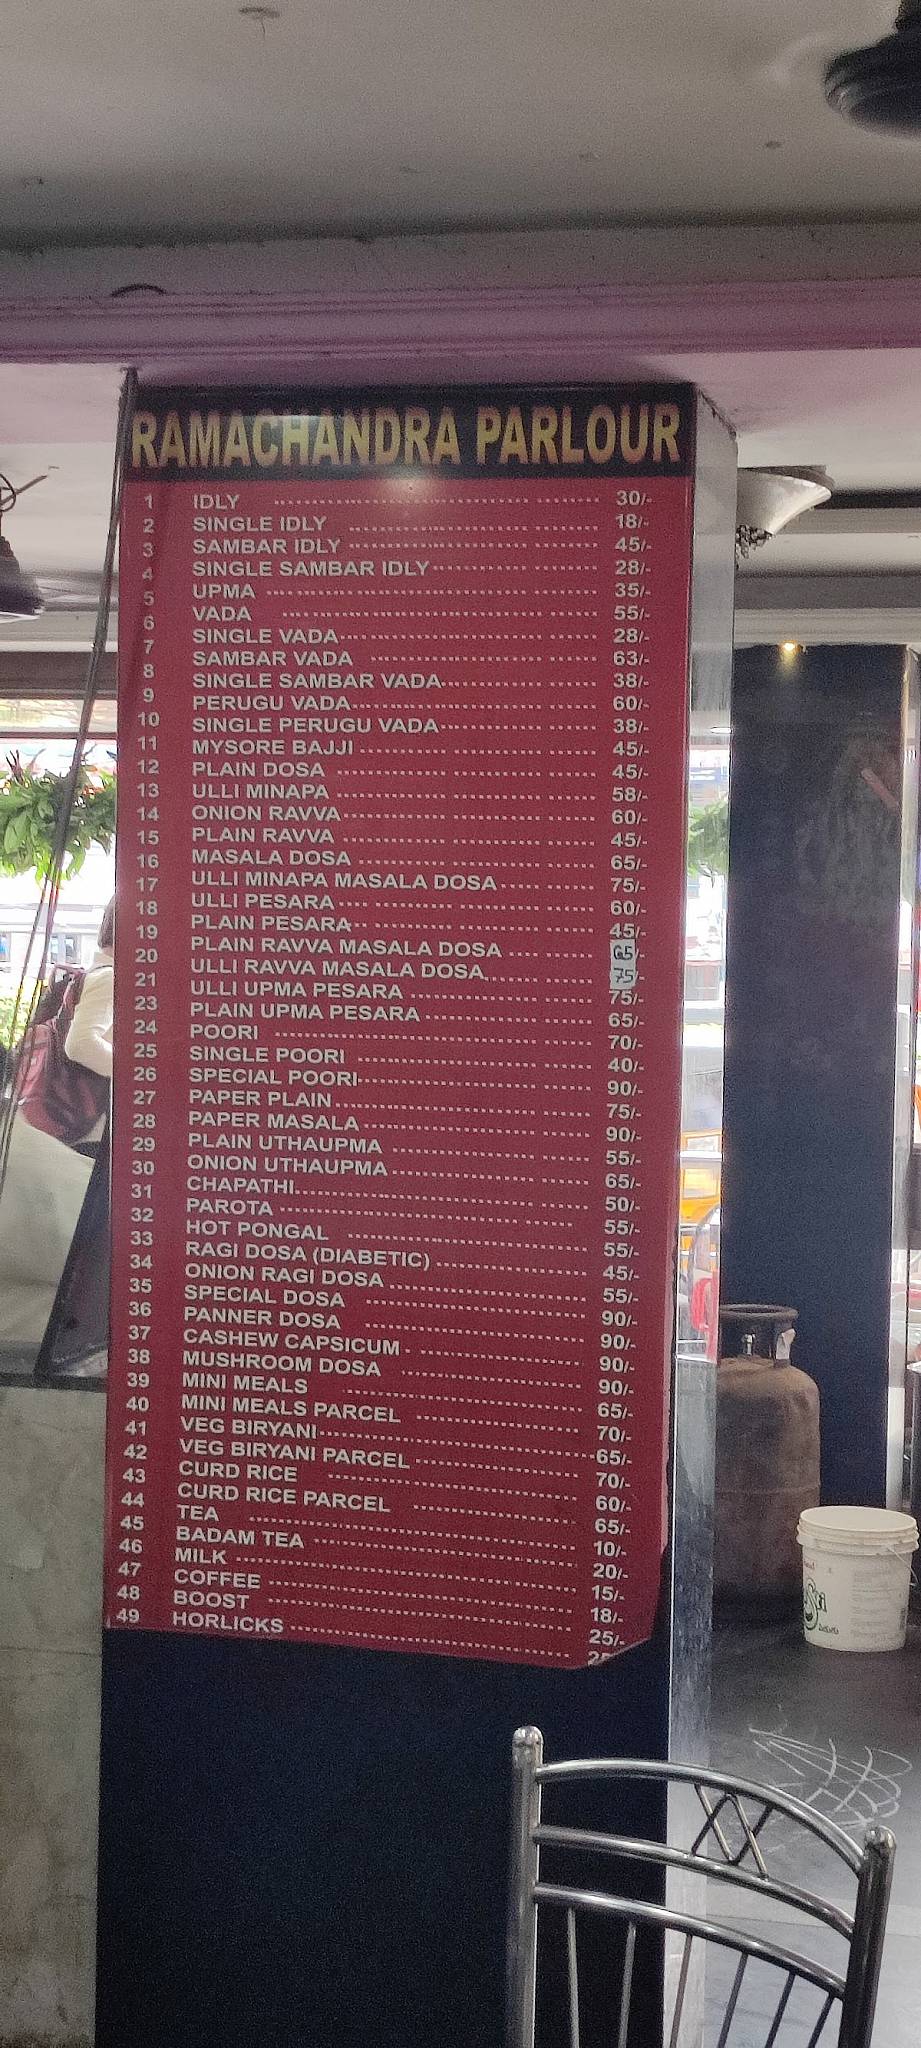 RAMACHANDRA PARLOUR
1
2
3
4
5
6
7
8
9
10
11
12
13
14
15
16
17
18
19
20
21
23
24
25
26
27
28
29
30
31
32
33
34
35
36
37
38
39
40
41
42
43
44
45
46
47
48
49
IDLY 30/-
SINGLE IDLY 18/-
SAMBAR IDLY 45/-
SINGLE SAMBAR IDLY 28/-
UPMA 35/-
VADA 55/-
SINGLE VADA 28/-
SAMBAR VADA 63/-
SINGLE SAMBAR VADA 38/-
PERUGU VADA 60/-
SINGLE PERUGU VADA 38/-
MYSORE BAJJI 45/-
PLAIN DOSA 45/-
ULLI MINAPA 58/-
ONION RAVVA 60/-
PLAIN RAVVA 45/-
MASALA DOSA 65/-
ULLI MINAPA MASALA DOSA 75/-
ULLI PESARA 60/-
PLAIN PESARA 45/-
PLAIN RAVVA MASALA DOSA 65/-
ULLI RAVVA MASALA DOSA 75/-
ULLI UPMA PESARA 75/-
PLAIN UPMA PESARA 65/-
POORI 70/-
SINGLE POORI 40/-
SPECIAL POORI 90/-
PAPER PLAIN 75/-
PAPER MASALA 90/-
PLAIN UTHAUPMA 55/-
ONION UTHAUPMA 65/-
CHAPATHI 50/-
PAROTA 55/-
HOT PONGAL 55/-
RAGI DOSA (DIABETIC) 45/-
ONION RAGI DOSA 55/-
SPECIAL DOSA 90/-
PANNER DOSA 90/-
CASHEW CAPSICUM 90/-
MUSHROOM DOSA 90/-
MINI MEALS 65/-
MINI MEALS PARCEL 70/-
VEG BIRYANI 65/-
VEG BIRYANI PARCEL 70/-
CURD RICE 60/-
CURD RICE PARCEL 65/-
TEA 10/-
BADAM TEA 20/-
MILK 15/-
COFFEE 18/-
BOOST 25/-
HORLICKS